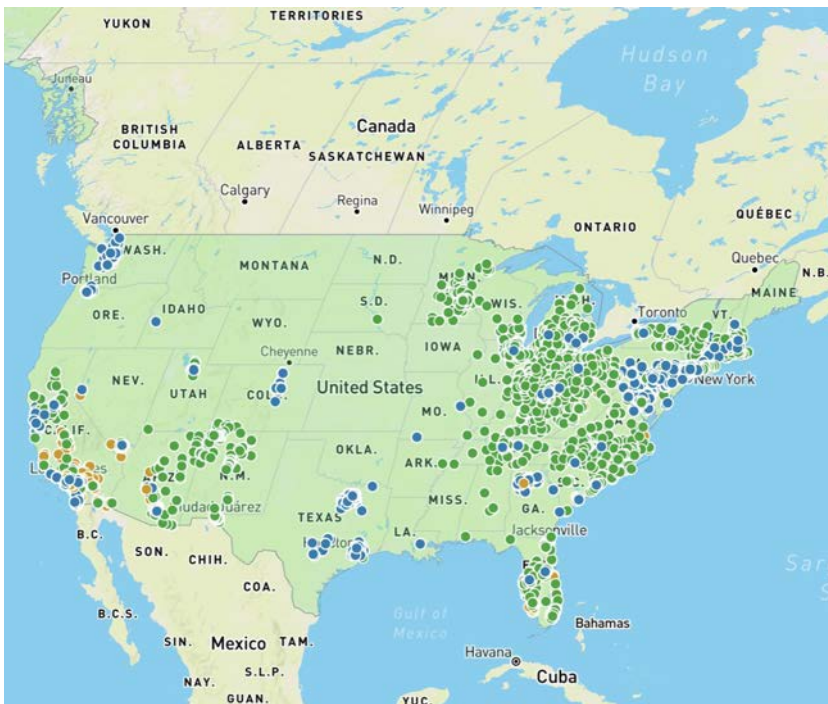 YUKON
TERRITORIES
Hudson
Bay
Juneau
BRITISH
COLUMBIA
ALBERTA
Canada
SASKATCHEWAN
Calgary
Regina
Winnipeg
ONTARIO
QUÉBEC
Vancouver
Quebec
N.B.
WASH.
MONTANA
N.D.
MAINE
Portland
Toronto
VT.
ORE.
IDAHO
S.D.
WIS.
WYO.
Cheyenne
NEBR.
IOWA
NEV.
UTAH
United States
New York
MO.
OKLA.
ARK.
N.M.
MISS.
GA.
TEXAS
LA.
Jacksonville
B.C.
SON.
CHIH.
COA.
B.C.S.
Gulf of
Mexico
Bahamas
SIN.
Mexico
TAM.
Havana
S.L.P.
Cuba
NAY.
GUAN.
YUC.